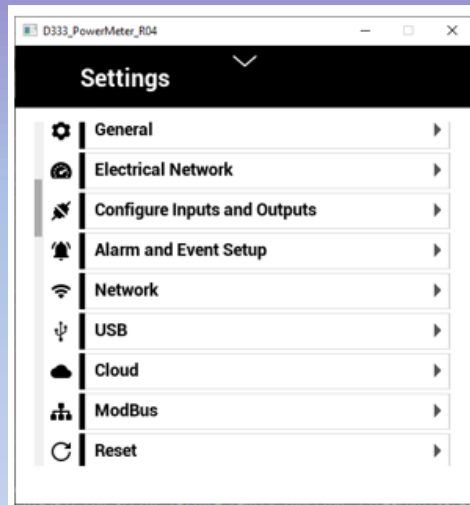 D333_PowerMeter_R04
Settings
General
Electrical Network
Configure Inputs and Outputs
Alarm and Event Setup
Network
USB
Cloud
ModBus
Reset